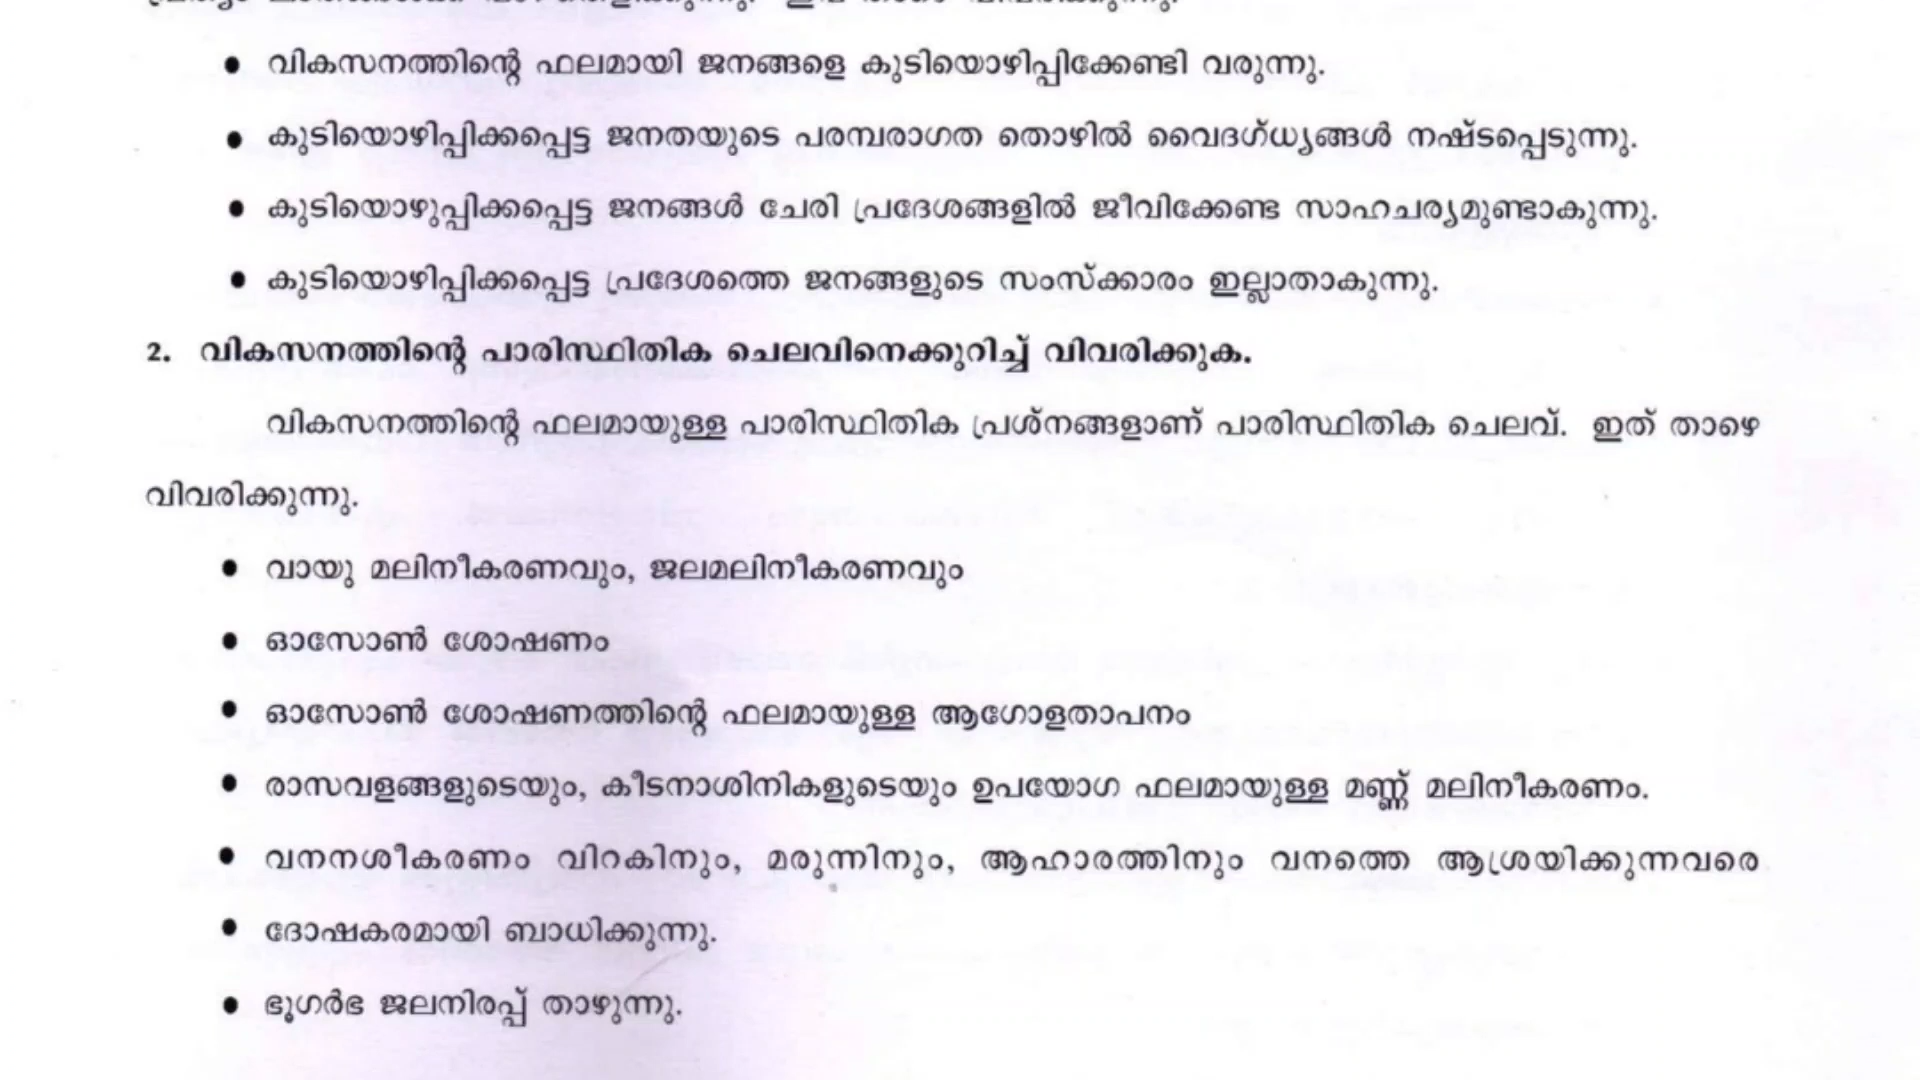 ● വികസനത്തിന്റെ ഫലമായി ജനങ്ങളെ കുടിയൊഴിപ്പിക്കേണ്ടി വരുന്നു.
● കുടിയൊഴിപ്പിക്കപ്പെട്ട ജനതയുടെ പരമ്പരാഗത തൊഴിൽ വൈദഗ്ധ്യങ്ങൾ നഷ്ടപ്പെടുന്നു.
● കുടിയൊഴുപ്പിക്കപ്പെട്ട ജനങ്ങൾ ചേരി പ്രദേശങ്ങളിൽ ജീവിക്കേണ്ട സാഹചര്യമുണ്ടാകുന്നു.
● കുടിയൊഴിപ്പിക്കപ്പെട്ട പ്രദേശത്തെ ജനങ്ങളുടെ സംസ്ക്കാരം ഇല്ലാതാകുന്നു.
2. വികസനത്തിന്റെ പാരിസ്ഥിതിക ചെലവിനെക്കുറിച്ച് വിവരിക്കുക.
വികസനത്തിന്റെ ഫലമായുള്ള പാരിസ്ഥിതിക പ്രശ്നങ്ങളാണ് പാരിസ്ഥിതിക ചെലവ്. ഇത് താഴെ
വിവരിക്കുന്നു.
● വായു മലിനീകരണവും, ജലമലിനീകരണവും
● ഓസോൺ ശോഷണം
● ഓസോൺ ശോഷണത്തിന്റെ ഫലമായുള്ള ആഗോളതാപനം
● രാസവളങ്ങളുടെയും, കീടനാശിനികളുടെയും ഉപയോഗ ഫലമായുള്ള മണ്ണ് മലിനീകരണം.
● വനനശീകരണം വിറകിനും, മരുന്നിനും, ആഹാരത്തിനും വനത്തെ ആശ്രയിക്കുന്നവരെ
● ദോഷകരമായി ബാധിക്കുന്നു.
● ഭൂഗർഭ ജലനിരപ്പ് താഴുന്നു.